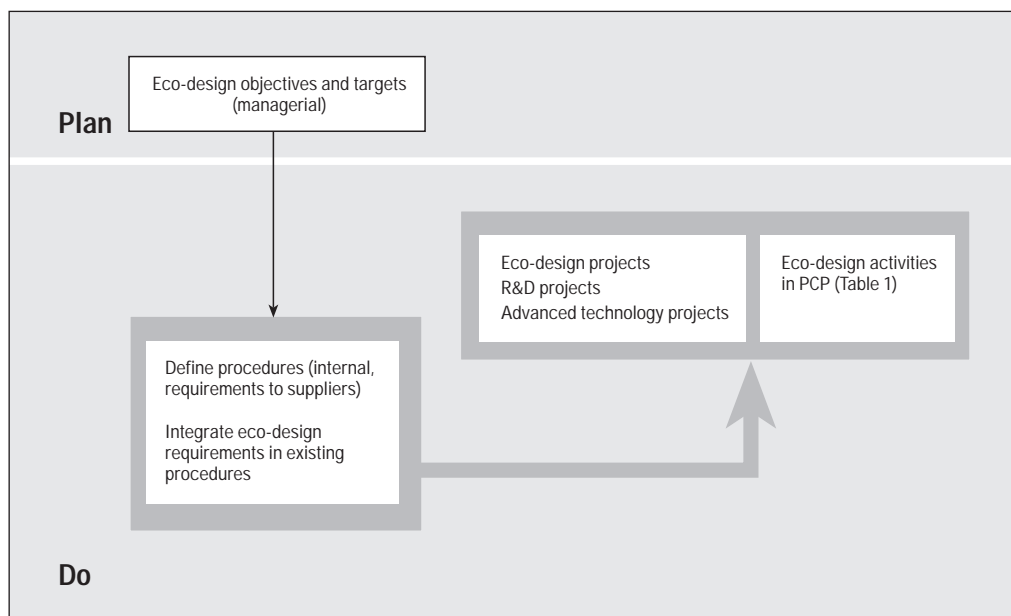 Eco-design objectives and targets
(managerial)
Plan
Eco-design projects
R&D projects
Advanced technology projects
Eco-design activities
in PCP (Table 1)
Define procedures (internal,
requirements to suppliers)
Integrate eco-design
requirements in existing
procedures
Do